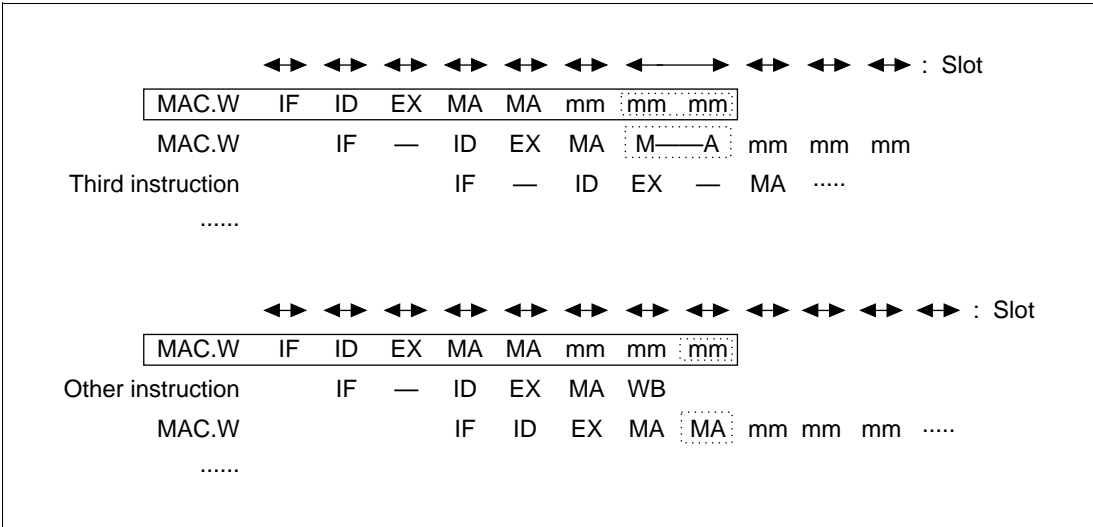 : Slot
MAC.W IF ID EX MA MA mm mm mm
MAC.W IF — ID EX MA M——A mm mm mm
Third instruction IF — ID EX — MA ·····
······
: Slot
MAC.W IF ID EX MA MA mm mm mm
Other instruction IF — ID EX MA WB
MAC.W IF ID EX MA MA mm mm mm ·····
······